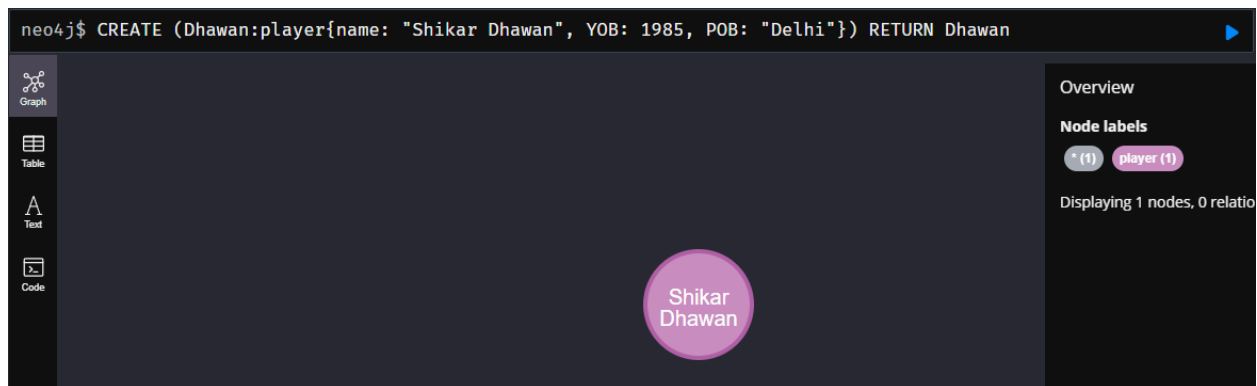 neo4j$ CREATE (Dhawan:player{name: "Shikar Dhawan", YOB: 1985, POB: "Delhi"}) RETURN Dhawan
Graph
Table
Text
Code
Overview
Node labels
* (1) player (1)
Displaying 1 nodes, 0 relatio
Shikar
Dhawan